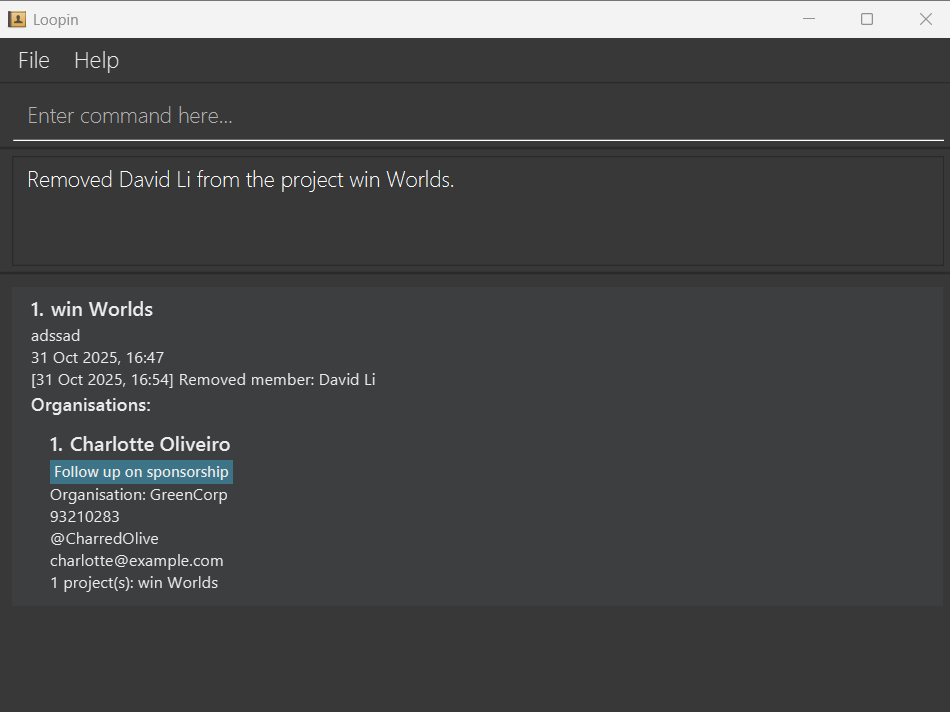 Loopin
File Help
Enter command here...
Removed David Li from the project win Worlds.
1. win Worlds
adssad
31 Oct 2025, 16:47
[31 Oct 2025, 16:54] Removed member: David Li
Organisations:
1. Charlotte Oliveiro
Follow up on sponsorship
Organisation: GreenCorp
93210283
@CharredOlive
charlotte@example.com
1 project(s): win Worlds